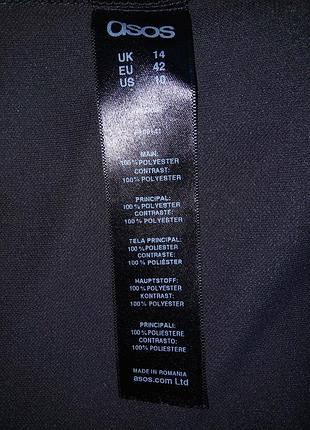 asos
UK 14
EU 42
US 10
MAIN:
100% POLYESTER
CONTRAST:
100% POLYESTER
PRINCIPAL:
100% POLYESTER
CONTRASTE:
100% POLYESTER
TELA PRINCIPAL:
100% POLIÉSTER
CONTRASTE:
100% POLIÉSTER
HAUPTSTOFF:
100% POLYESTER
KONTRAST:
100% POLYESTER
PRINCIPALI:
100% POLIESTERE
CONTRASTO:
100% POLIESTERE
MADE IN ROMANIA
asos.com Ltd